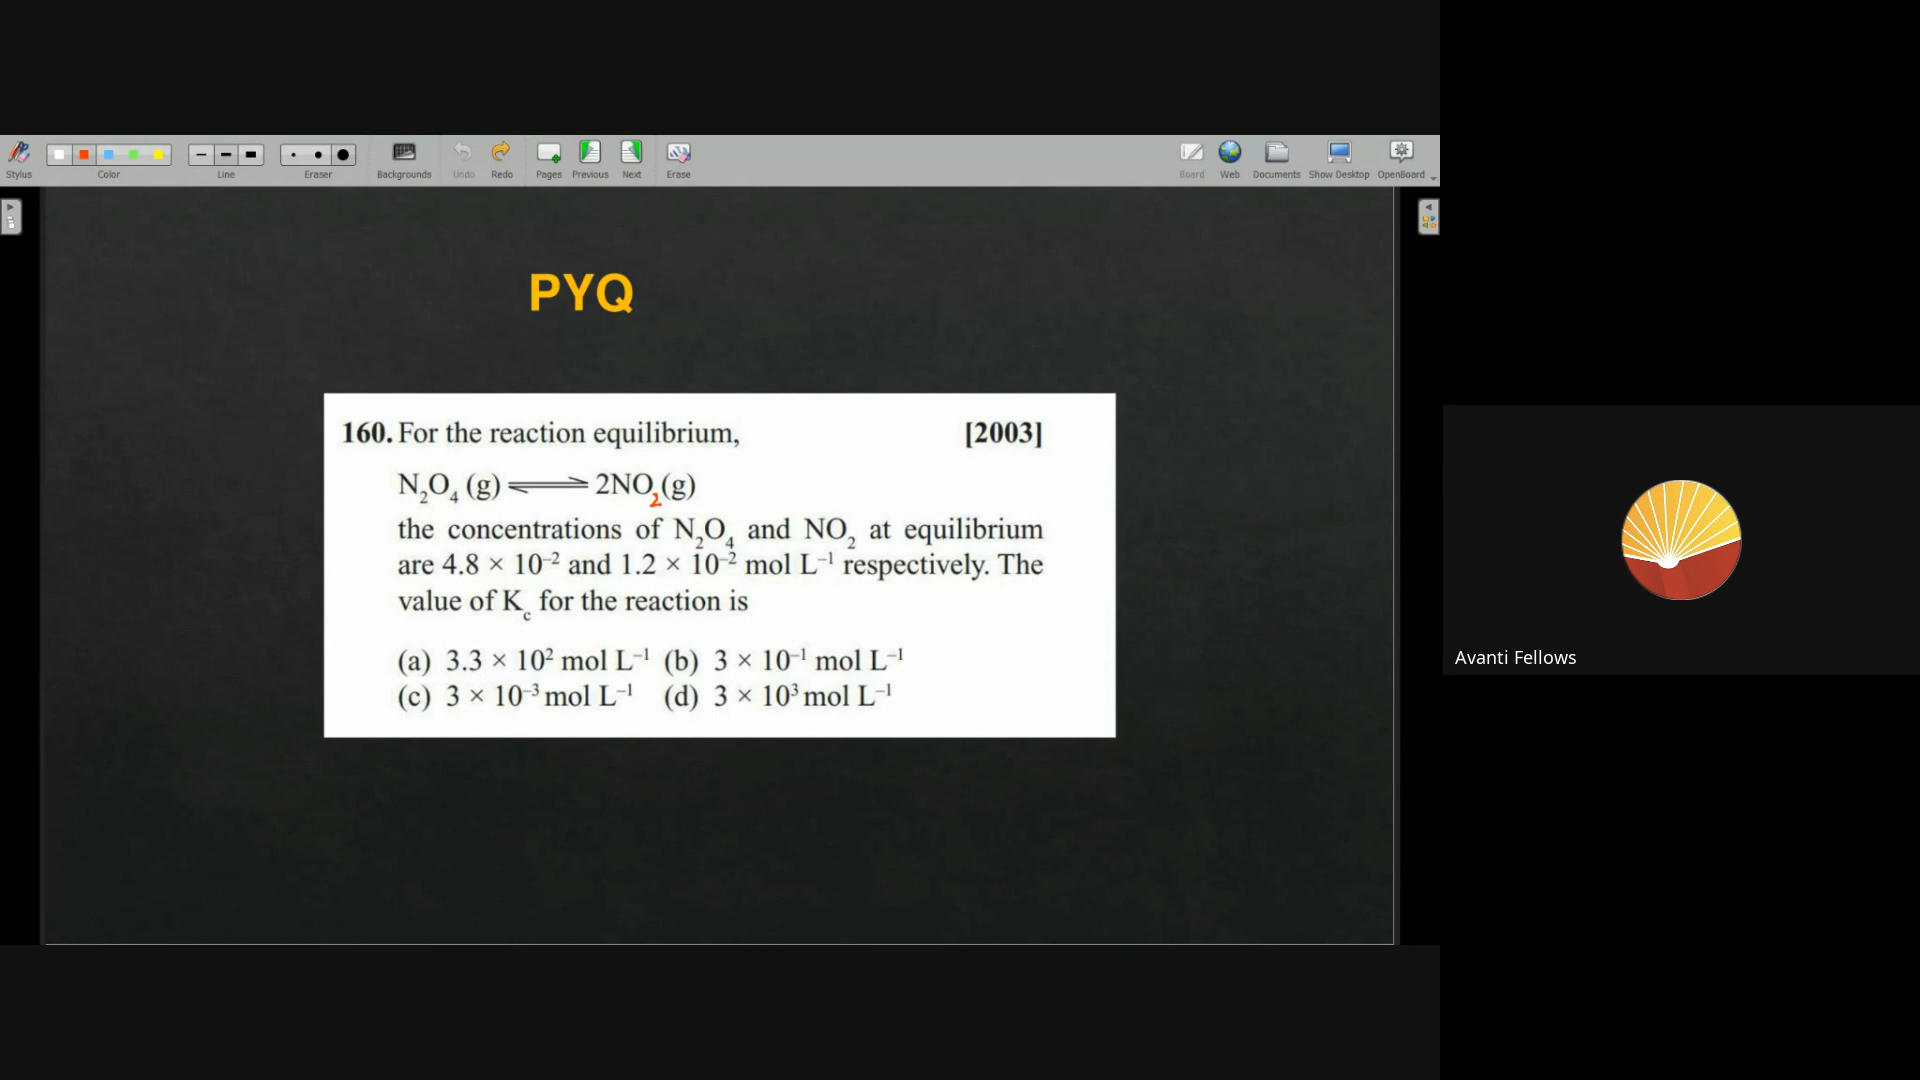 Stylus Color Line Eraser Backgrounds Undo Redo Pages Previous Next Erase Board Web Documents Show Desktop OpenBoard
PYQ
160. For the reaction equilibrium, [2003]
N₂O₄ (g) ⇌ 2NO₂(g)
the concentrations of N₂O₄ and NO₂ at equilibrium
are 4.8 × 10⁻² and 1.2 × 10⁻² mol L⁻¹ respectively. The
value of K꜀ for the reaction is
(a) 3.3 × 10² mol L⁻¹ (b) 3 × 10⁻¹ mol L⁻¹
(c) 3 × 10⁻³ mol L⁻¹ (d) 3 × 10³ mol L⁻¹
Avanti Fellows